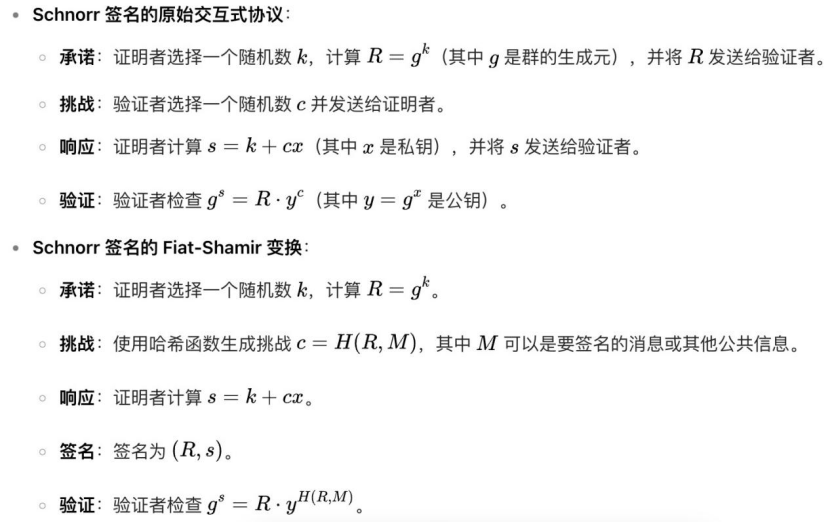 Schnorr 签名的原始交互式协议：
承诺：证明者选择一个随机数 k，计算 R = g^k（其中 g 是群的生成元），并将 R 发送给验证者。
挑战：验证者选择一个随机数 c 并发送给证明者。
响应：证明者计算 s = k + cx（其中 x 是私钥），并将 s 发送给验证者。
验证：验证者检查 g^s = R · y^c（其中 y = g^x 是公钥）。
Schnorr 签名的 Fiat-Shamir 变换：
承诺：证明者选择一个随机数 k，计算 R = g^k。
挑战：使用哈希函数生成挑战 c = H(R, M)，其中 M 可以是要签名的消息或其他公共信息。
响应：证明者计算 s = k + cx。
签名：签名为 (R, s)。
验证：验证者检查 g^s = R · y^{H(R,M)}。